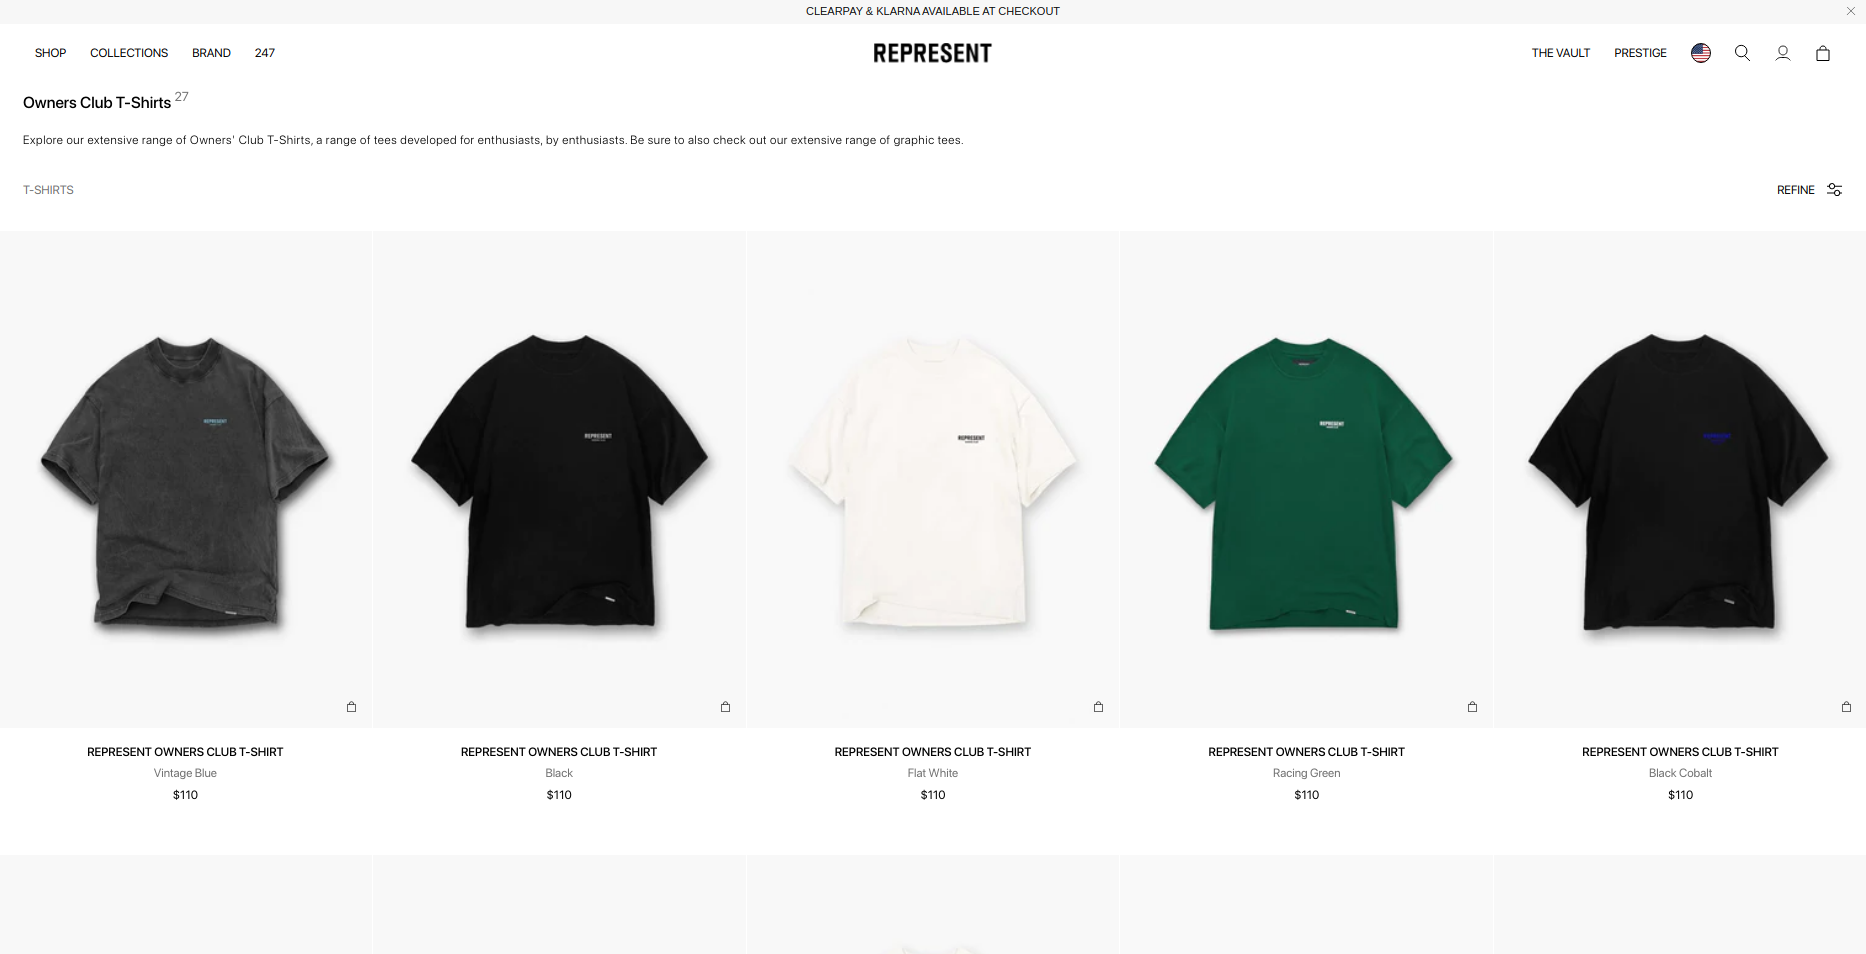 CLEARPAY & KLARNA AVAILABLE AT CHECKOUT
SHOP COLLECTIONS BRAND 247 REPRESENT THE VAULT PRESTIGE
Owners Club T-Shirts 27
Explore our extensive range of Owners' Club T-Shirts, a range of tees developed for enthusiasts, by enthusiasts. Be sure to also check out our extensive range of graphic tees.
T-SHIRTS REFINE
REPRESENT
REPRESENT
REPRESENT
REPRESENT
REPRESENT OWNERS CLUB T-SHIRT REPRESENT OWNERS CLUB T-SHIRT REPRESENT OWNERS CLUB T-SHIRT REPRESENT OWNERS CLUB T-SHIRT REPRESENT OWNERS CLUB T-SHIRT
Vintage Blue Black Flat White Racing Green Black Cobalt
$110 $110 $110 $110 $110